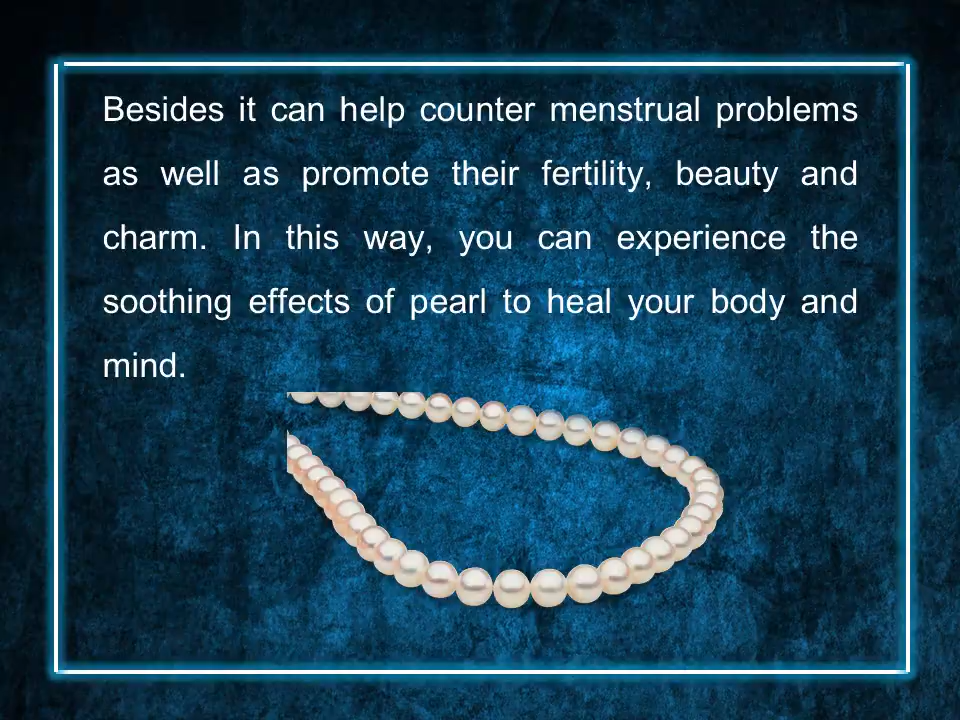 Besides it can help counter menstrual problems
as well as promote their fertility, beauty and
charm. In this way, you can experience the
soothing effects of pearl to heal your body and
mind.